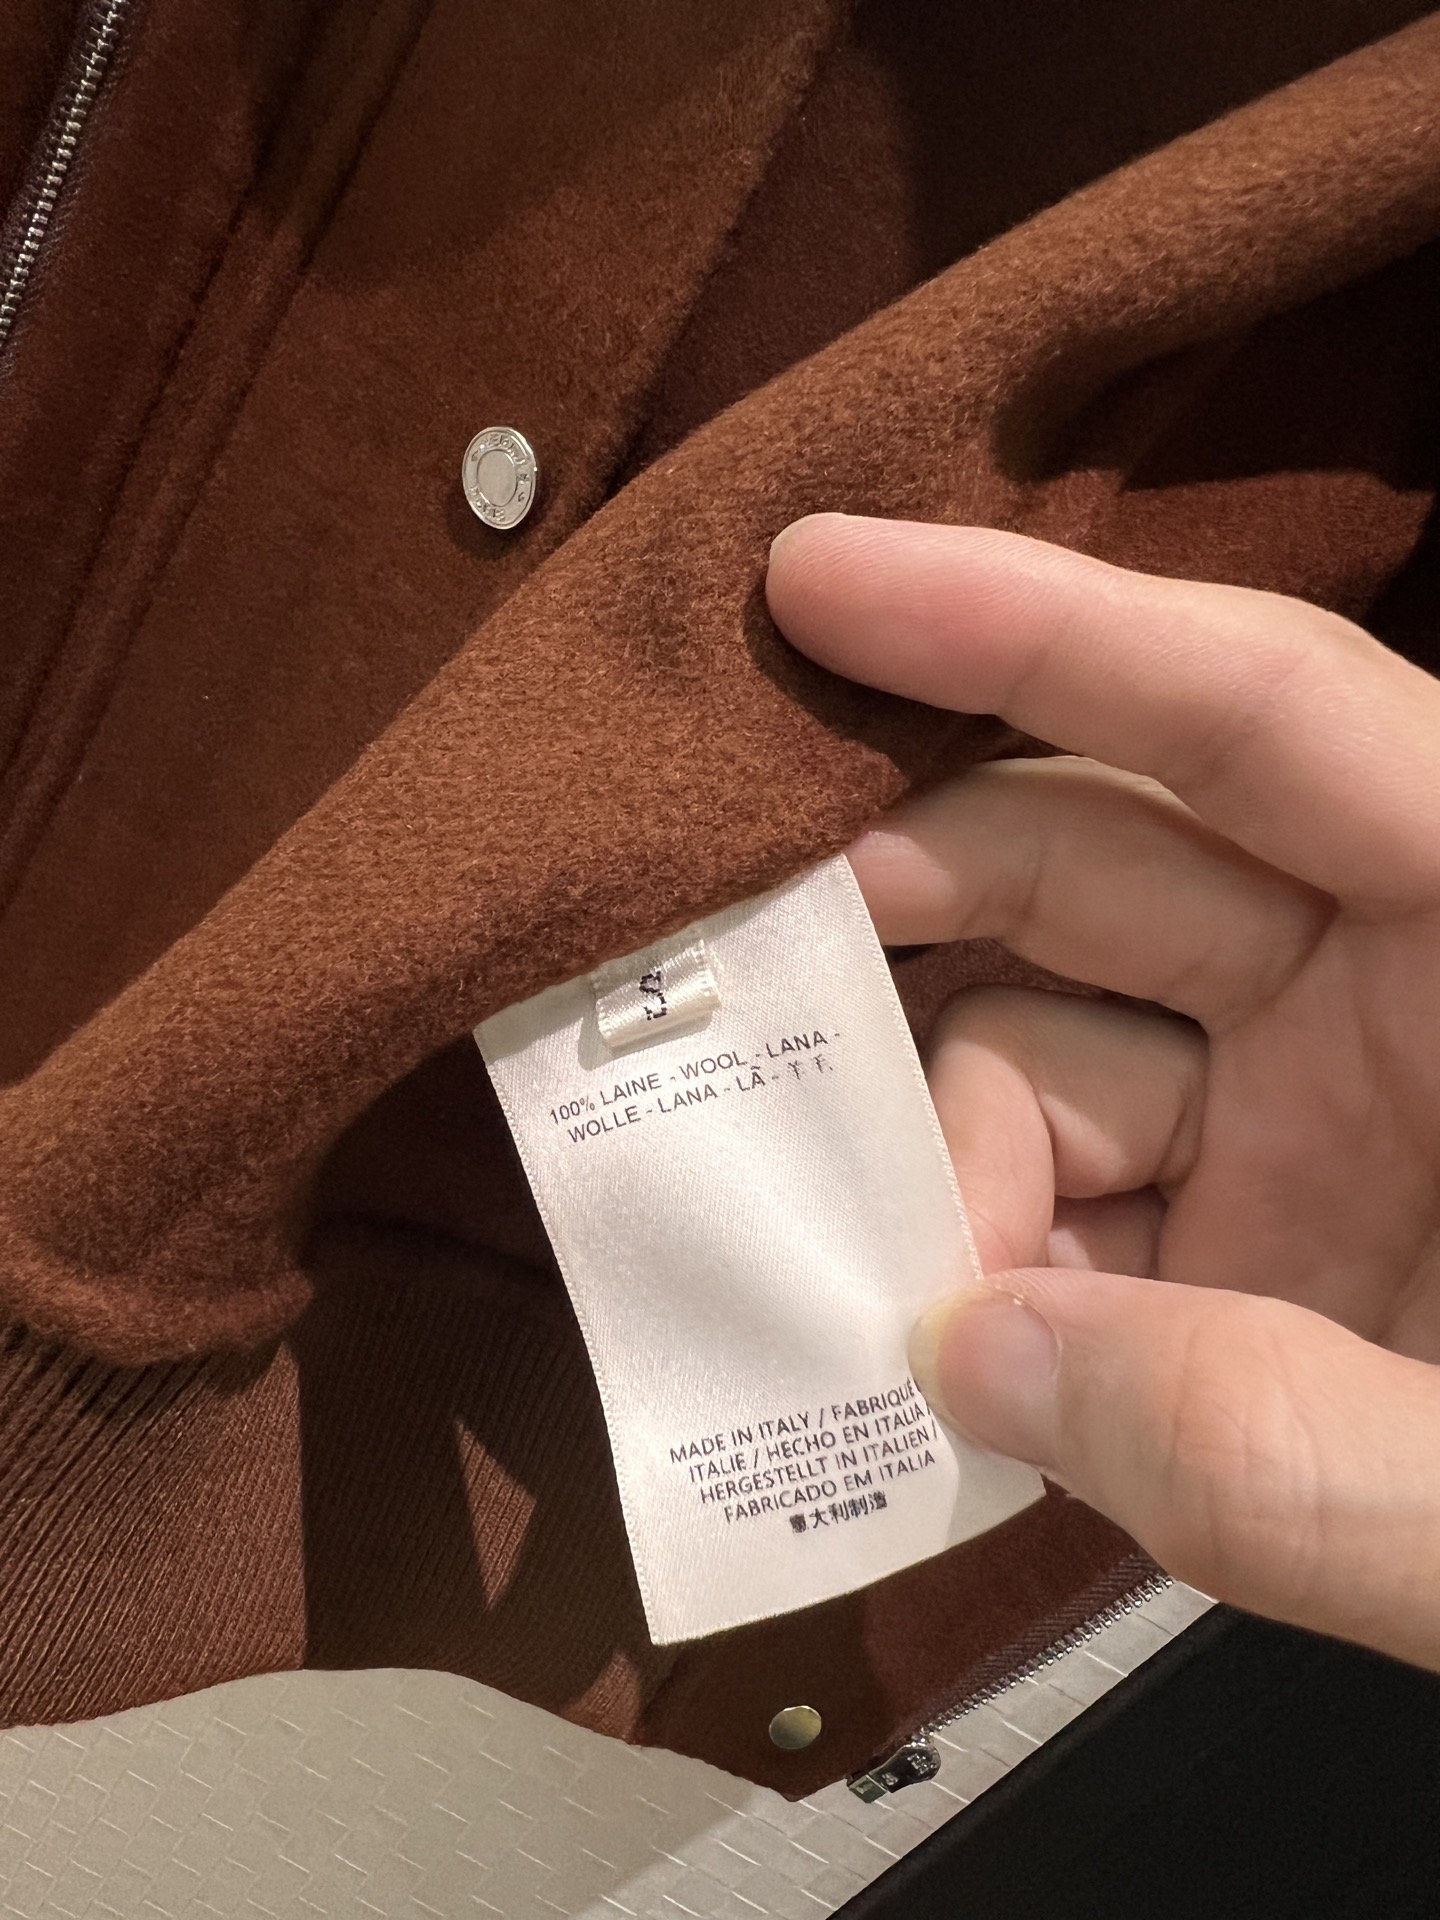 100% LAINE - WOOL - LANA -
WOLLE - LANA - LÃ - 羊毛
MADE IN ITALY / FABRIQUÉ
ITALIE / HECHO EN ITALIA /
HERGESTELLT IN ITALIEN /
FABRICADO EM ITALIA
意大利制造